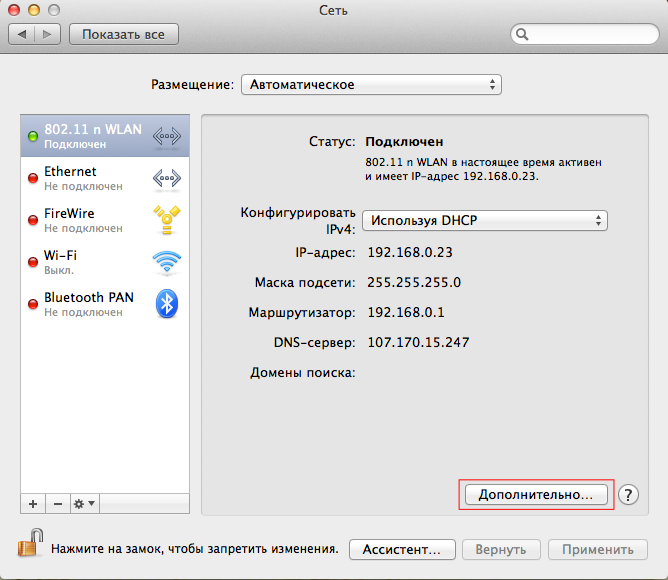 Сеть
Показать все
Размещение: Автоматическое
802.11 n WLAN
Подключен
Ethernet
Не подключен
FireWire
Не подключен
Wi-Fi
Выкл.
Bluetooth PAN
Не подключен
Статус: Подключен
802.11 n WLAN в настоящее время активен
и имеет IP-адрес 192.168.0.23.
Конфигурировать
IPv4: Используя DHCP
IP-адрес: 192.168.0.23
Маска подсети: 255.255.255.0
Маршрутизатор: 192.168.0.1
DNS-сервер: 107.170.15.247
Домены поиска:
Дополнительно... ?
Нажмите на замок, чтобы запретить изменения. Ассистент... Вернуть Применить